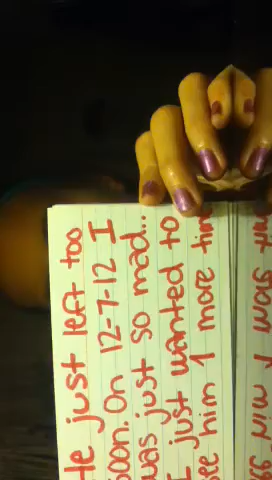 He just left too
soon. On 12-7-12 I
was just so mad..
I just wanted to
see him 1 more time